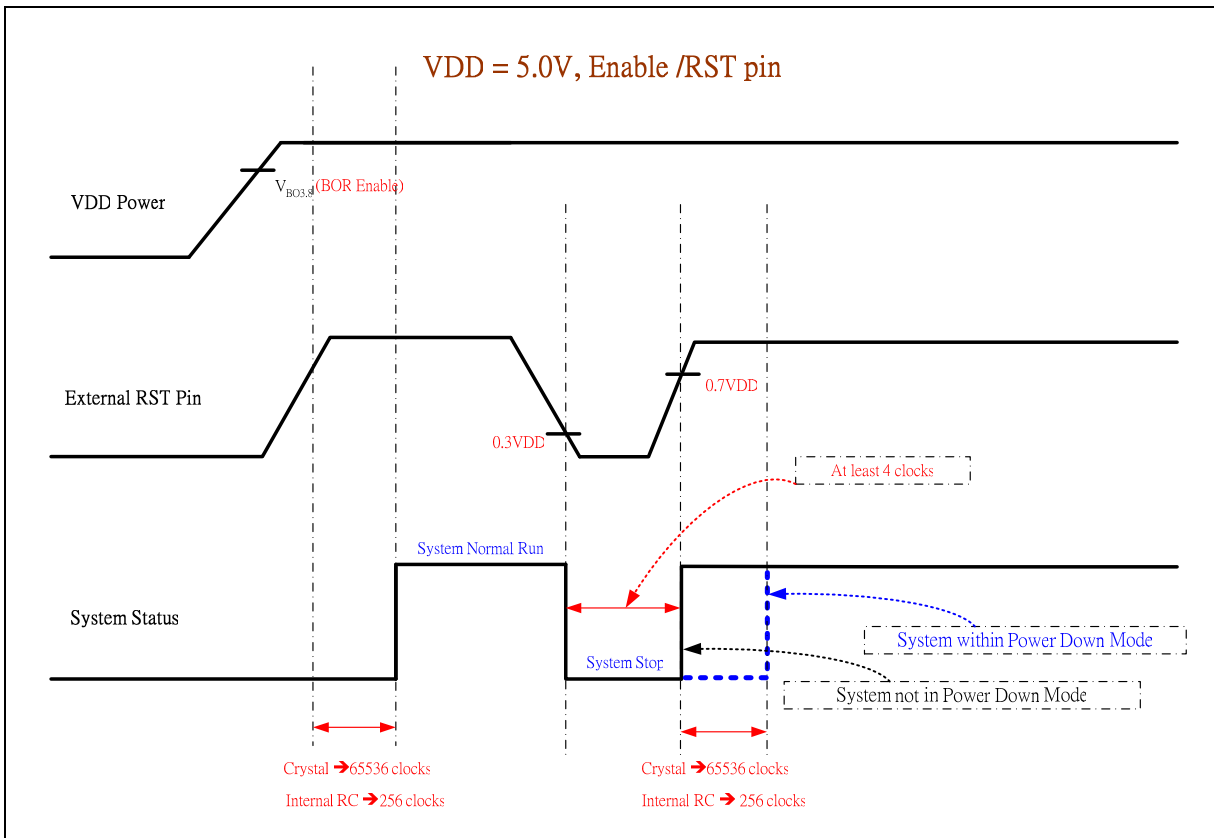 VDD = 5.0V, Enable /RST pin
VDD Power
VBO3.8 (BOR Enable)
External RST Pin
0.3VDD
0.7VDD
At least 4 clocks
System Status
System Normal Run
System Stop
System within Power Down Mode
System not in Power Down Mode
Crystal ➔65536 clocks
Internal RC ➔256 clocks
Crystal ➔65536 clocks
Internal RC ➔ 256 clocks